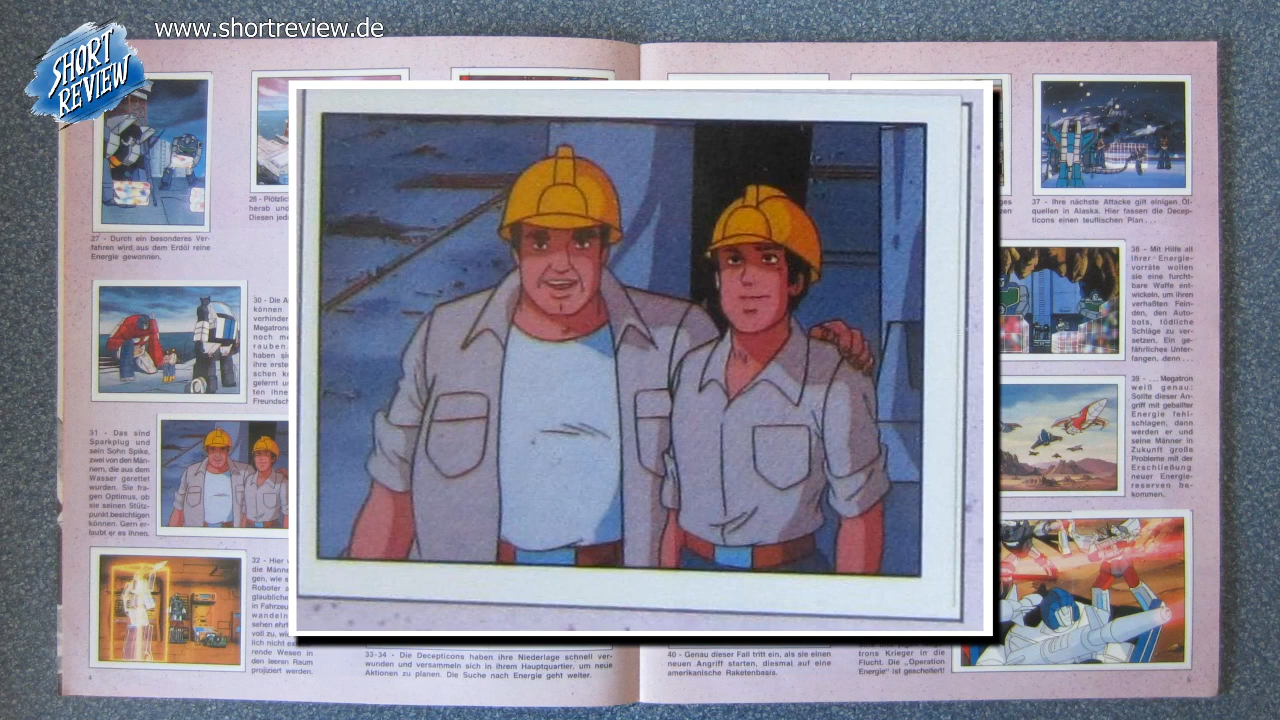 www.shortreview.de
SHORT
REVIEW
27 - Durch ein besonderes Ver-
fahren wird aus dem Erdöl reine
Energie gewonnen.
28 - Plötzlic
herab und
Diesen jed
30 - Die A
können
verhinder
Megatron
noch me
rauben.
haben si
ihre erste
schen k
gelernt u
ten ihne
Freundsch
31 - Das sind
Sparkplug und
sein Sohn Spike,
zwei von den Män-
nern, die aus dem
Wasser gerettet
wurden. Sie fra-
gen Optimus, ob
sie seinen Stütz-
punkt besichtigen
können. Gern er-
laubt er es ihnen.
32 - Hier
die Männe
gen, wie s
Roboter a
glaubliche
in Fahrzeu
wandeln
sehen ehrf
voll zu, wi
lich nicht e
rende Wesen in
den leeren Raum
projiziert werden.
33-34 - Die Decepticons haben ihre Niederlage schnell ver-
wunden und versammeln sich in ihrem Hauptquartier, um neue
Aktionen zu planen. Die Suche nach Energie geht weiter.
4
ges
zen
37 - Ihre nächste Attacke gilt einigen Öl-
quellen in Alaska. Hier fassen die Decep-
ticons einen teuflischen Plan . . .
38 - Mit Hilfe all
ihrer Energie-
vorräte wollen
sie eine furcht-
bare Waffe ent-
wickeln, um ihren
verhaßten Fein-
den, den Auto-
bots, tödliche
Schläge zu ver-
setzen. Ein ge-
fährliches Unter-
fangen, denn . . .
39 - . . . Megatron
weiß genau:
Sollte dieser An-
griff mit geballter
Energie fehl-
schlagen, dann
werden er und
seine Männer in
Zukunft große
Probleme mit der
Erschließung
neuer Energie-
reserven be-
kommen.
40 - Genau dieser Fall tritt ein, als sie einen
neuen Angriff starten, diesmal auf eine
amerikanische Raketenbasis.
trons Krieger in die
Flucht. Die „Operation
Energie" ist gescheitert!